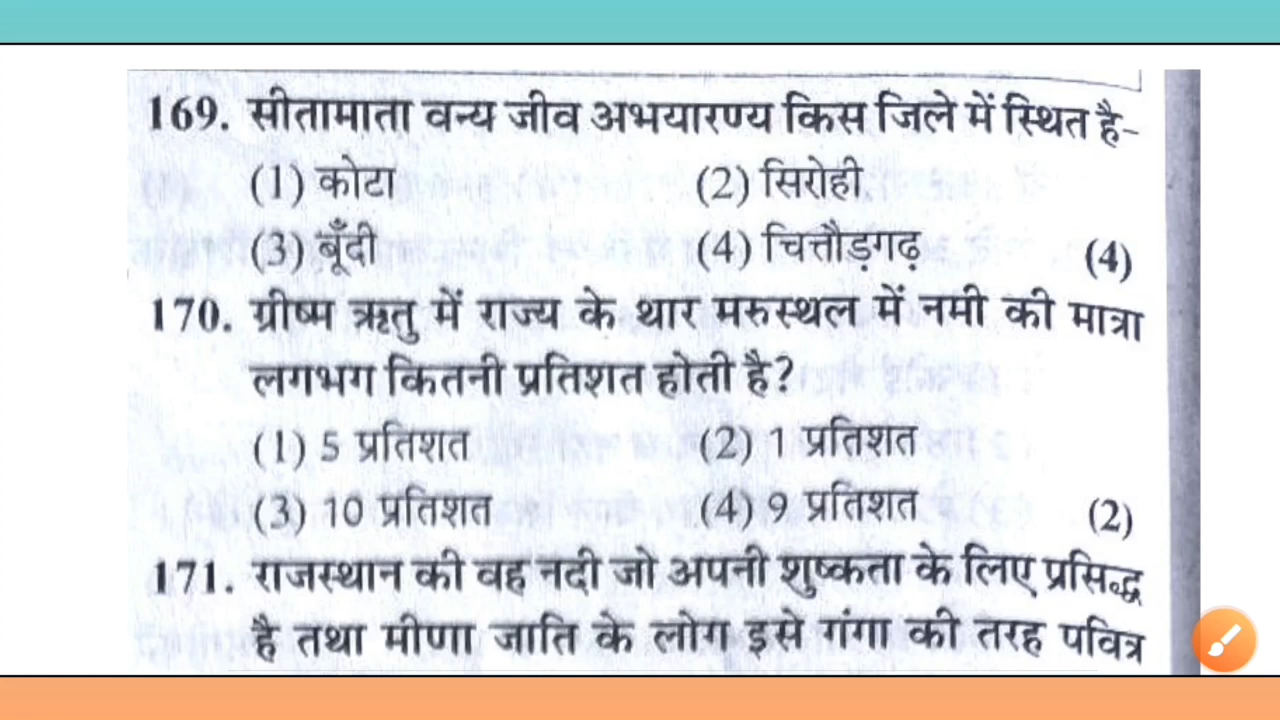 169. सीतामाता वन्य जीव अभयारण्य किस जिले में स्थित है-
(1) कोटा (2) सिरोही
(3) बूँदी (4) चित्तौड़गढ़ (4)
170. ग्रीष्म ऋतु में राज्य के थार मरुस्थल में नमी की मात्रा
लगभग कितनी प्रतिशत होती है?
(1) 5 प्रतिशत (2) 1 प्रतिशत
(3) 10 प्रतिशत (4) 9 प्रतिशत (2)
171. राजस्थान की वह नदी जो अपनी शुष्कता के लिए प्रसिद्ध
है तथा मीणा जाति के लोग इसे गंगा की तरह पवित्र